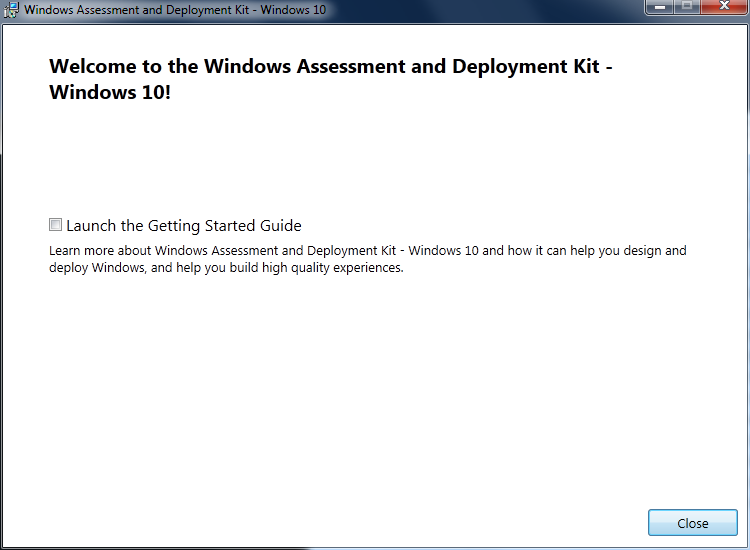 Windows Assessment and Deployment Kit - Windows 10
Welcome to the Windows Assessment and Deployment Kit -
Windows 10!
Launch the Getting Started Guide
Learn more about Windows Assessment and Deployment Kit - Windows 10 and how it can help you design and
deploy Windows, and help you build high quality experiences.
Close